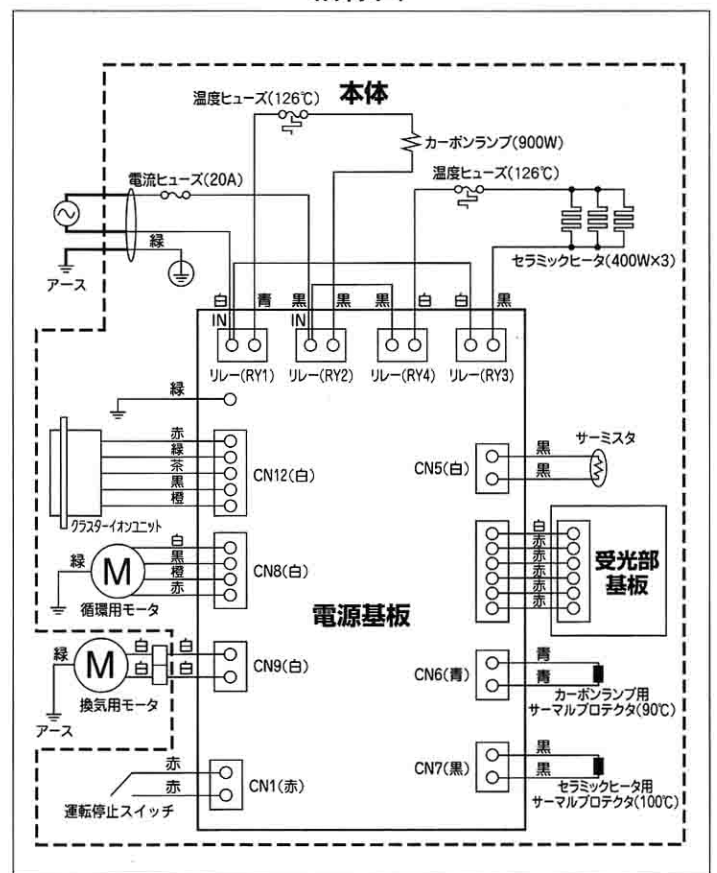 本体
温度ヒューズ(126℃)
カーボンランプ(900W)
電流ヒューズ(20A)
温度ヒューズ(126℃)
緑
アース
セラミックヒータ(400W×3)
白 青 黒 黒 黒 白 白 黒
IN IN
リレー(RY1) リレー(RY2) リレー(RY4) リレー(RY3)
緑
赤
緑
茶
黒
橙
CN12(白)
クラスターイオンユニット
CN5(白)
黒
黒
サーミスタ
白
黒
橙
赤
CN8(白)
緑
M
循環用モータ
電源基板
白
赤
赤
赤
赤
赤
受光部
基板
緑
M
白 白
白 白
CN9(白)
換気用モータ
アース
CN6(青)
青
青
カーボンランプ用
サーマルプロテクタ(90℃)
赤
赤
CN1(赤)
運転停止スイッチ
CN7(黒)
黒
黒
セラミックヒータ用
サーマルプロテクタ(100℃)